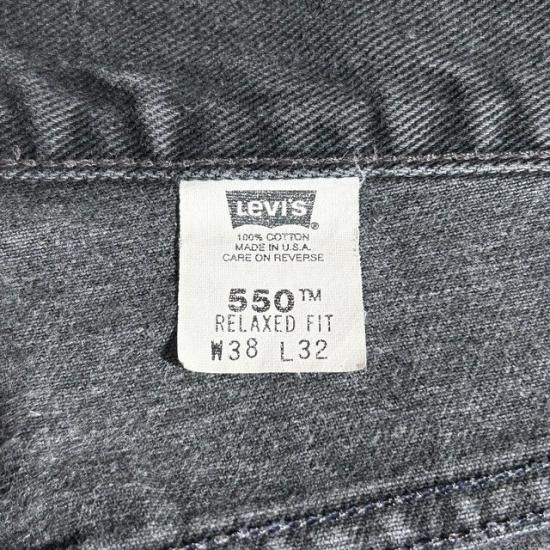 Levi's®
100% COTTON
MADE IN U.S.A.
CARE ON REVERSE
550™
RELAXED FIT
W38 L32